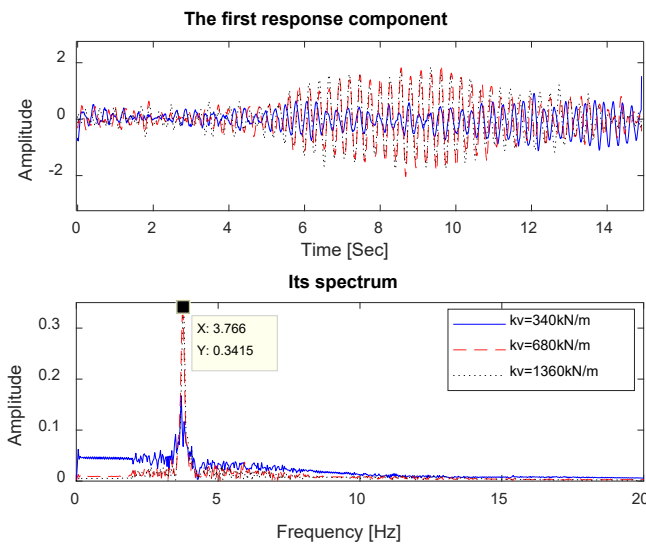 The first response component
Amplitude
2
0
-2
0 2 4 6 8 10 12 14
Time [Sec]
Its spectrum
Amplitude
0.3
0.2
0.1
0
X: 3.766
Y: 0.3415
kv=340kN/m
kv=680kN/m
kv=1360kN/m
0 5 10 15 20
Frequency [Hz]